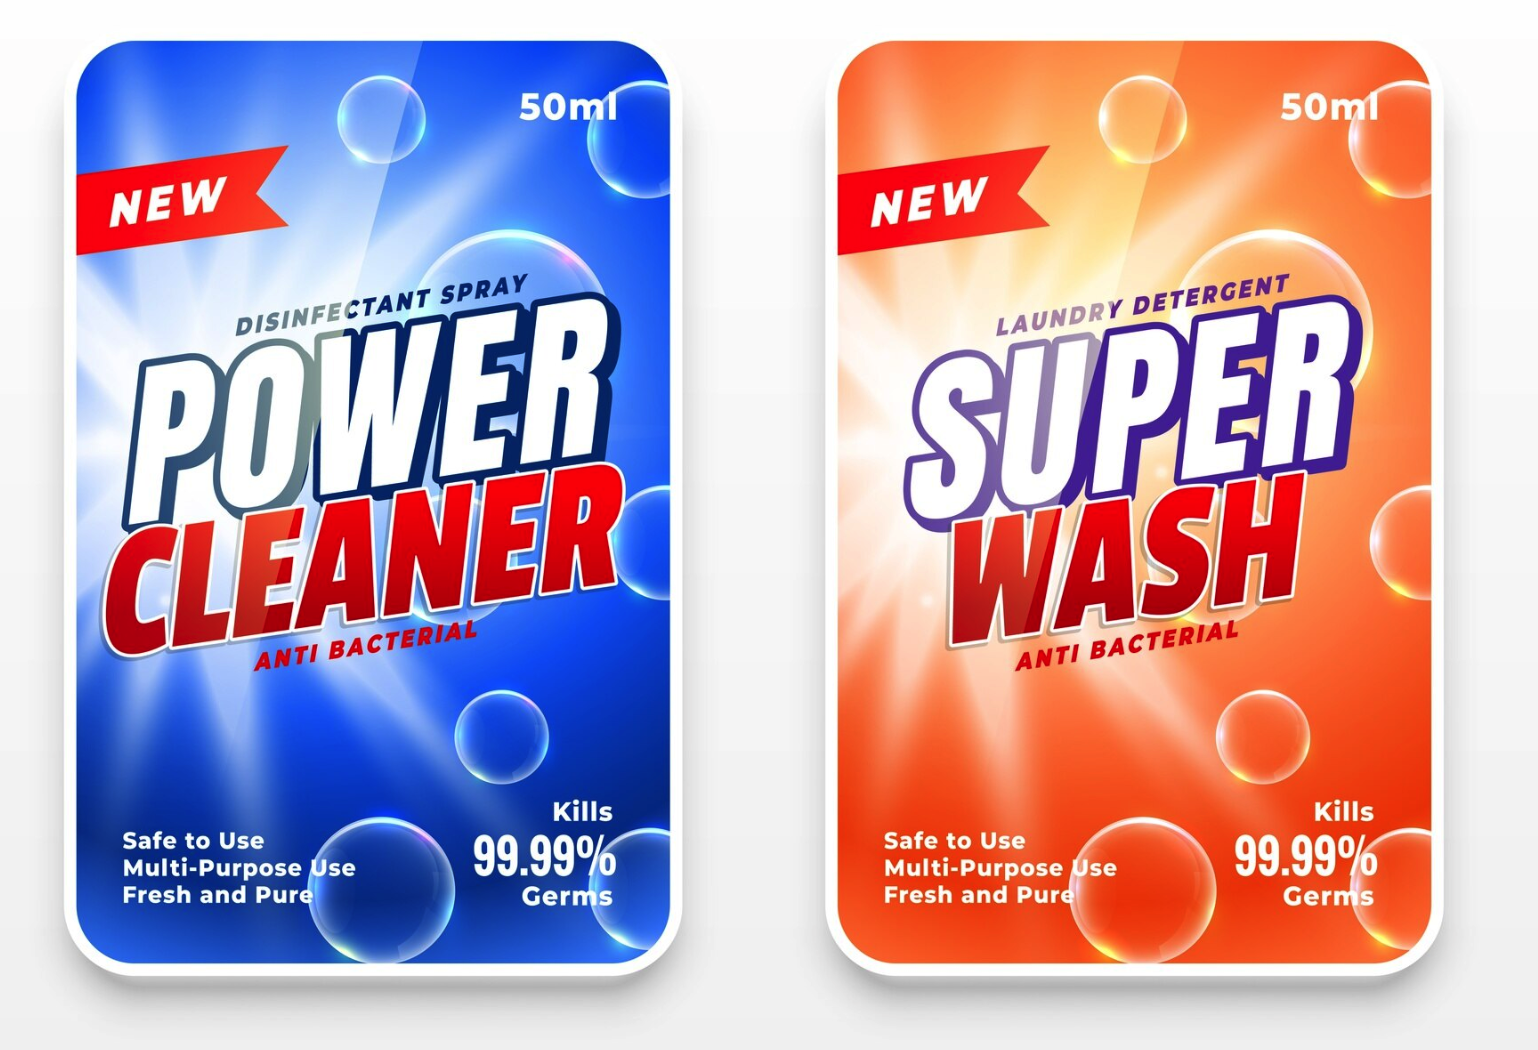 50ml
NEW
DISINFECTANT SPRAY
POWER
CLEANER
ANTI BACTERIAL
Safe to Use
Multi-Purpose Use
Fresh and Pure
Kills
99.99%
Germs
50ml
NEW
LAUNDRY DETERGENT
SUPER
WASH
ANTI BACTERIAL
Safe to Use
Multi-Purpose Use
Fresh and Pure
Kills
99.99%
Germs